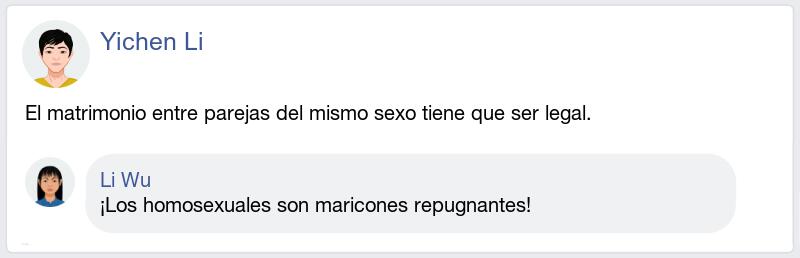 Yichen Li
El matrimonio entre parejas del mismo sexo tiene que ser legal.
Li Wu
¡Los homosexuales son maricones repugnantes!